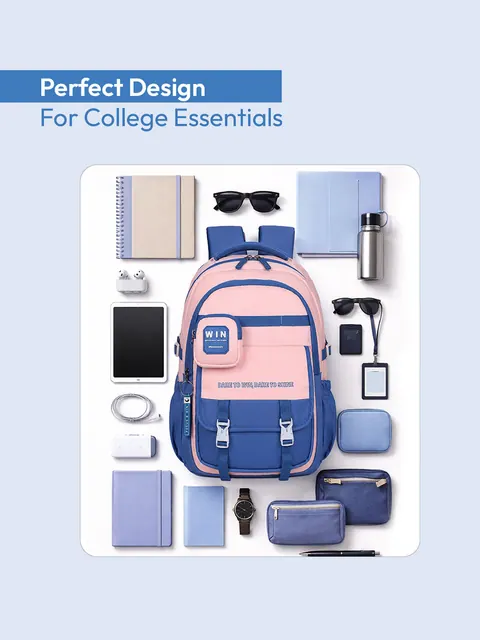 Perfect Design
For College Essentials
WIN
DARE TO WIN, DARE TO SHINE